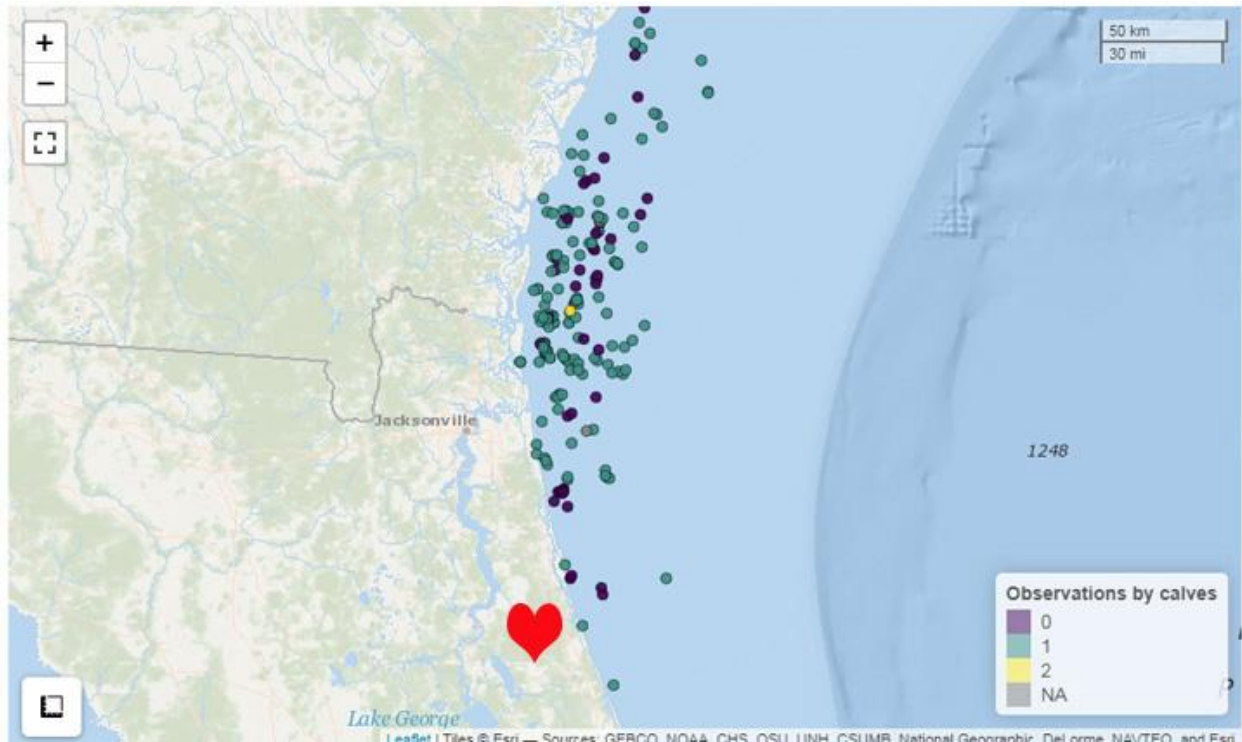 +
−
50 km
30 mi
Jacksonville
1248
Observations by calves
0
1
2
NA
Lake George
Leaflet | Tiles © Esri — Sources: GEBCO, NOAA, CHS, OSU, UNH, CSUMB, National Geographic, DeLorme, NAVTEQ, and Esri